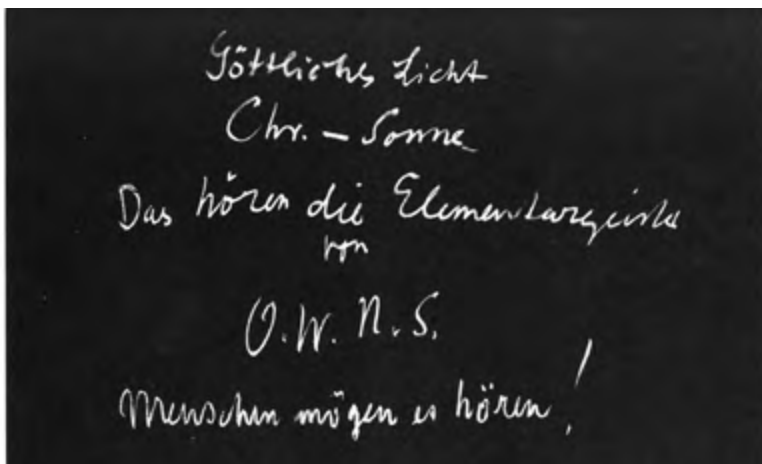 Göttliches Licht
Chr. – Sonne
Das hören die Elementargeister
von
O. W. N. S.
Menschen mögen es hören!